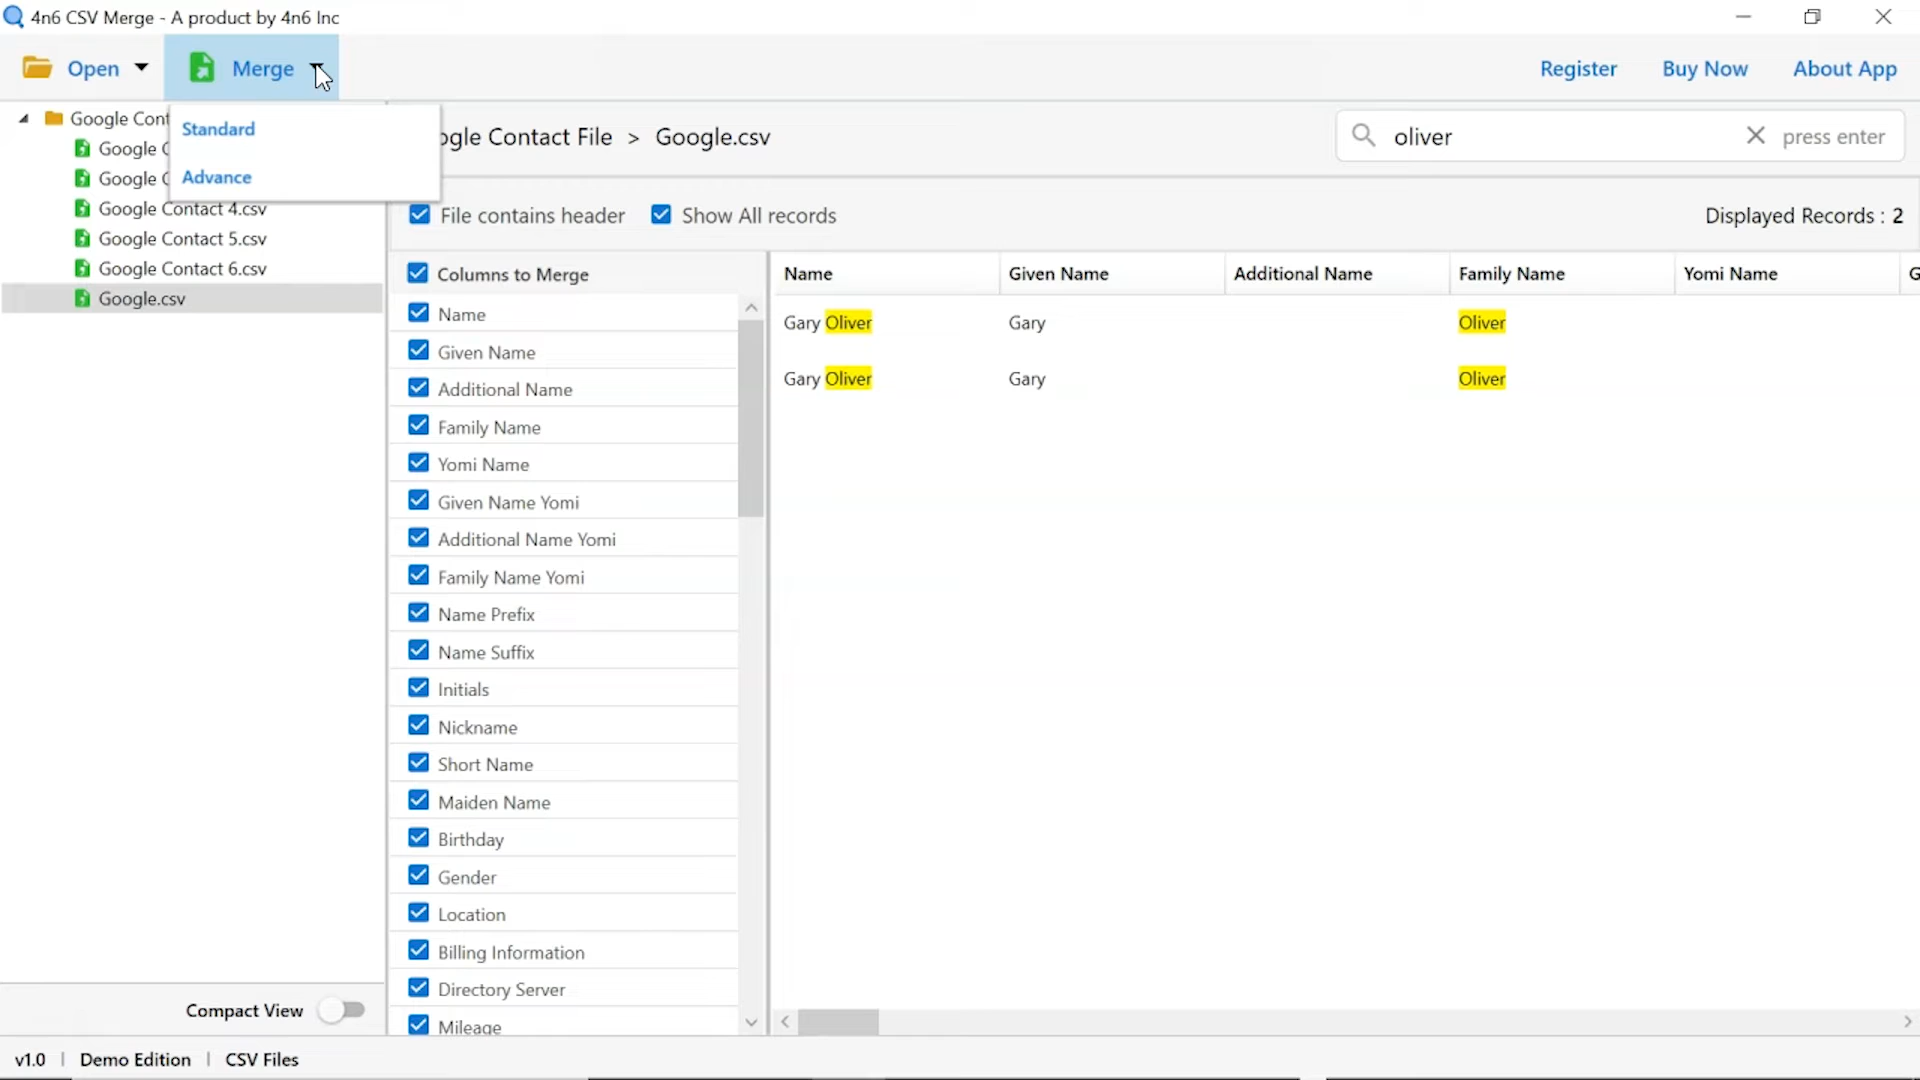 4n6 CSV Merge - A product by 4n6 Inc
Open Merge Register Buy Now About App
Standard
Advance
Google Cont
Google C
Google C
Google Contact 4.csv
Google Contact 5.csv
Google Contact 6.csv
Google.csv
ogle Contact File > Google.csv
oliver press enter
File contains header Show All records Displayed Records : 2
Columns to Merge
Name
Given Name
Additional Name
Family Name
Yomi Name
Given Name Yomi
Additional Name Yomi
Family Name Yomi
Name Prefix
Name Suffix
Initials
Nickname
Short Name
Maiden Name
Birthday
Gender
Location
Billing Information
Directory Server
Mileage
Name Given Name Additional Name Family Name Yomi Name G
Gary Oliver Gary Oliver
Gary Oliver Gary Oliver
Compact View
v1.0 | Demo Edition | CSV Files